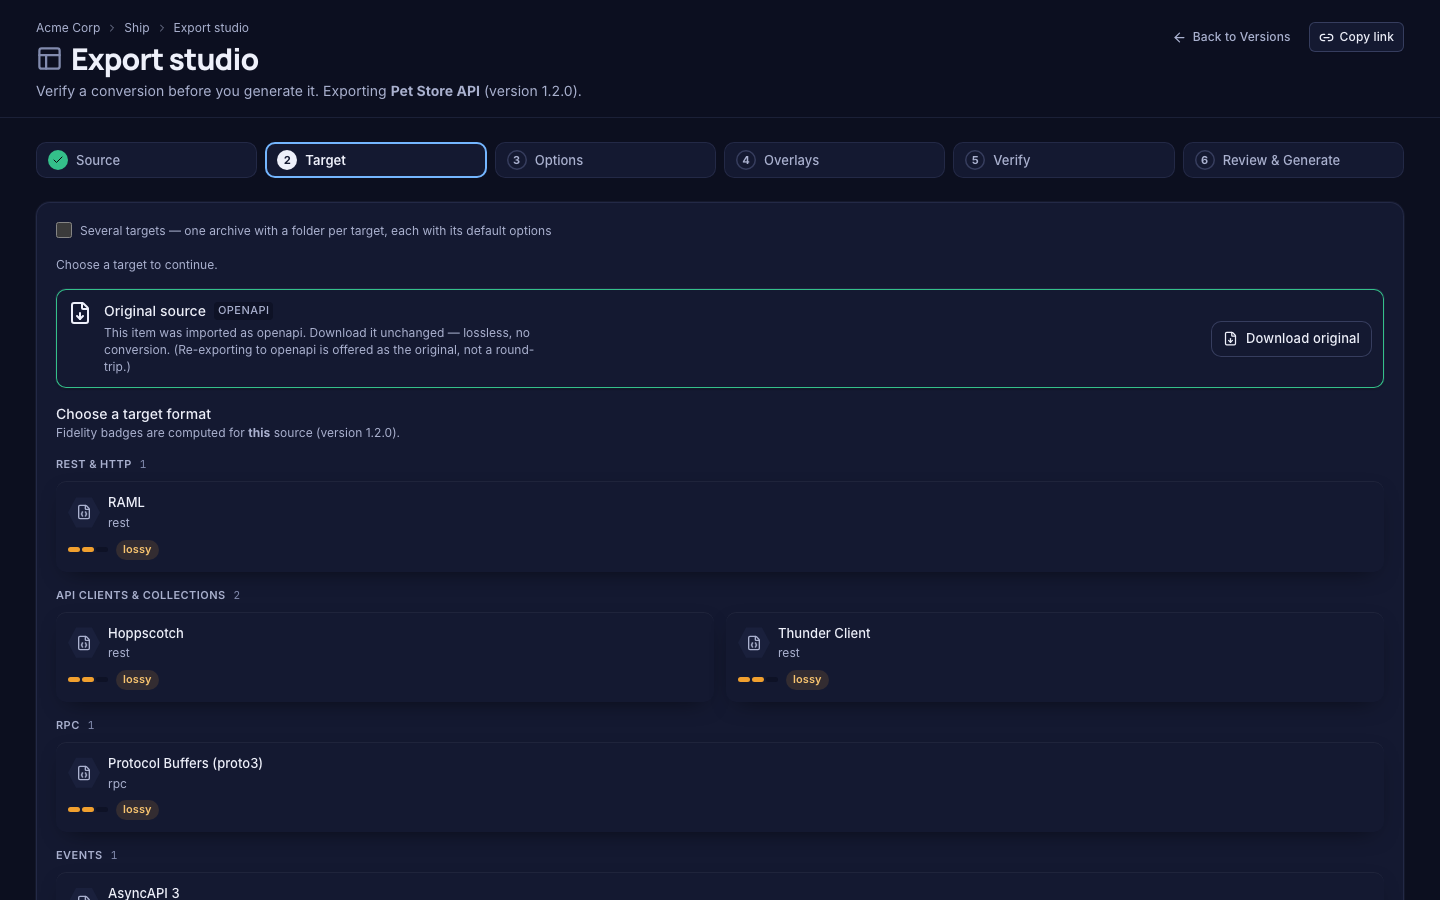 Acme Corp > Ship > Export studio
Back to Versions
Copy link
Export studio
Verify a conversion before you generate it. Exporting Pet Store API (version 1.2.0).
Source
2 Target
3 Options
4 Overlays
5 Verify
6 Review & Generate
Several targets — one archive with a folder per target, each with its default options
Choose a target to continue.
Original source OPENAPI
This item was imported as openapi. Download it unchanged — lossless, no
conversion. (Re-exporting to openapi is offered as the original, not a round-
trip.)
Download original
Choose a target format
Fidelity badges are computed for this source (version 1.2.0).
REST & HTTP 1
RAML
rest
lossy
API CLIENTS & COLLECTIONS 2
Hoppscotch
rest
lossy
Thunder Client
rest
lossy
RPC 1
Protocol Buffers (proto3)
rpc
lossy
EVENTS 1
AsyncAPI 3